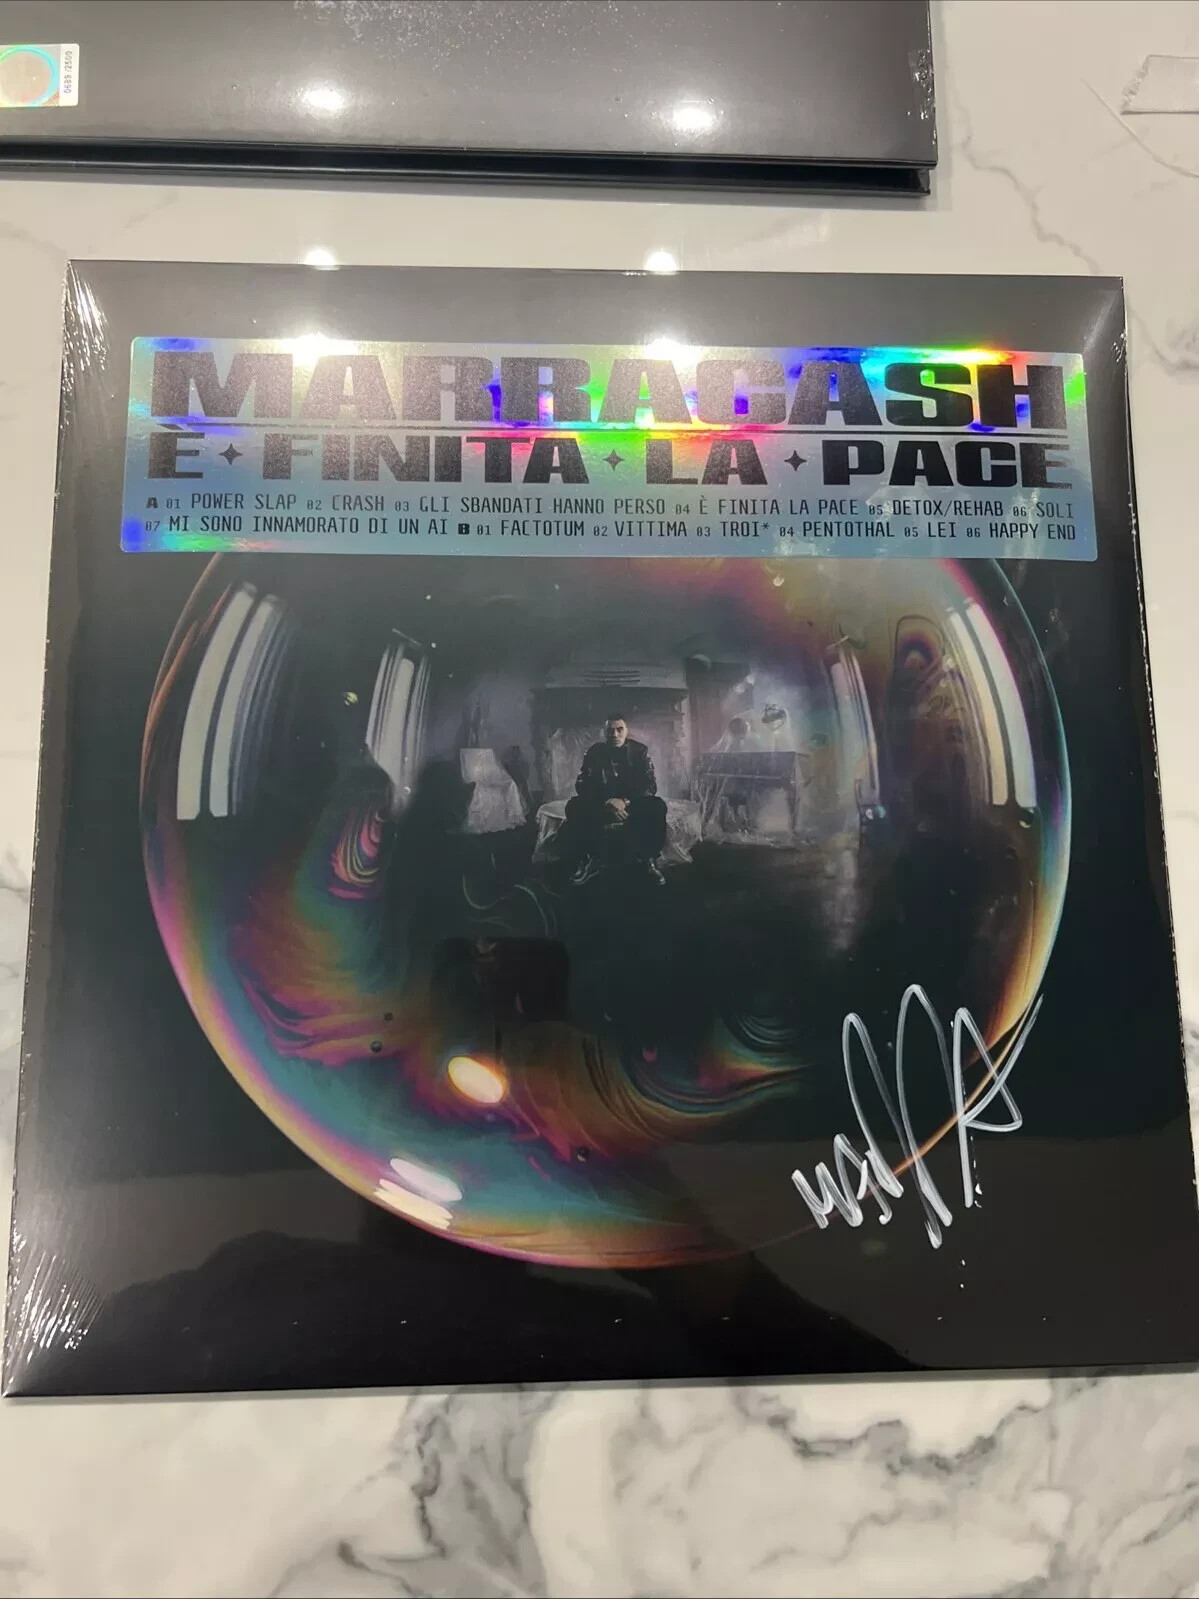 0689/2500
MARRACASH
È ✦ FINITA ✦ LA ✦ PACE
A 01 POWER SLAP 02 CRASH 03 GLI SBANDATI HANNO PERSO 04 È FINITA LA PACE 05 DETOX/REHAB 06 SOLI
07 MI SONO INNAMORATO DI UN AI B 01 FACTOTUM 02 VITTIMA 03 TROI* 04 PENTOTHAL 05 LEI 06 HAPPY END